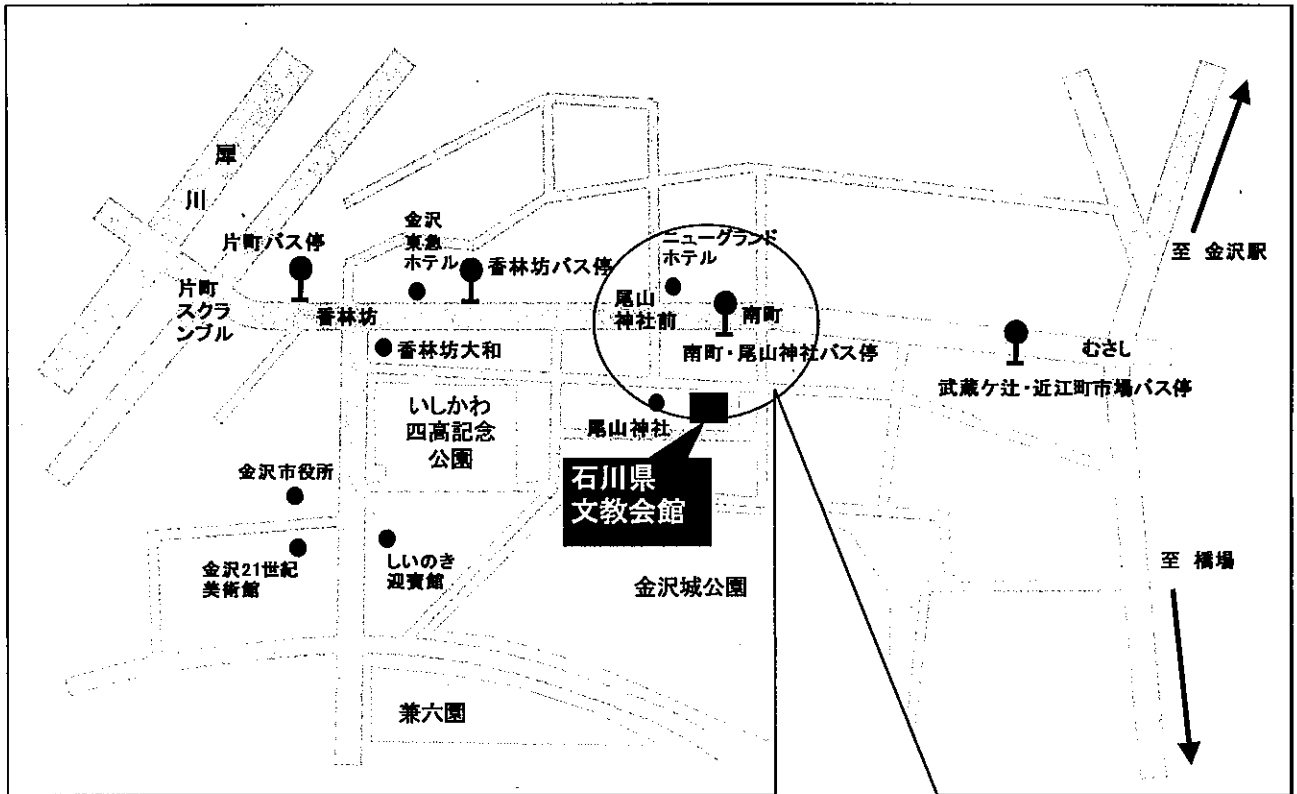 犀
川
片町バス停
金沢
東急
ホテル
香林坊バス停
ニューグランド
ホテル
至 金沢駅
片町
スクラ
ンブル
香林坊
尾山
神社前
南町
香林坊大和
南町・尾山神社バス停
むさし
武蔵ケ辻・近江町市場バス停
いしかわ
四高記念
公園
尾山神社
石川県
文教会館
金沢市役所
金沢21世紀
美術館
しいのき
迎賓館
金沢城公園
至 橋場
兼六園